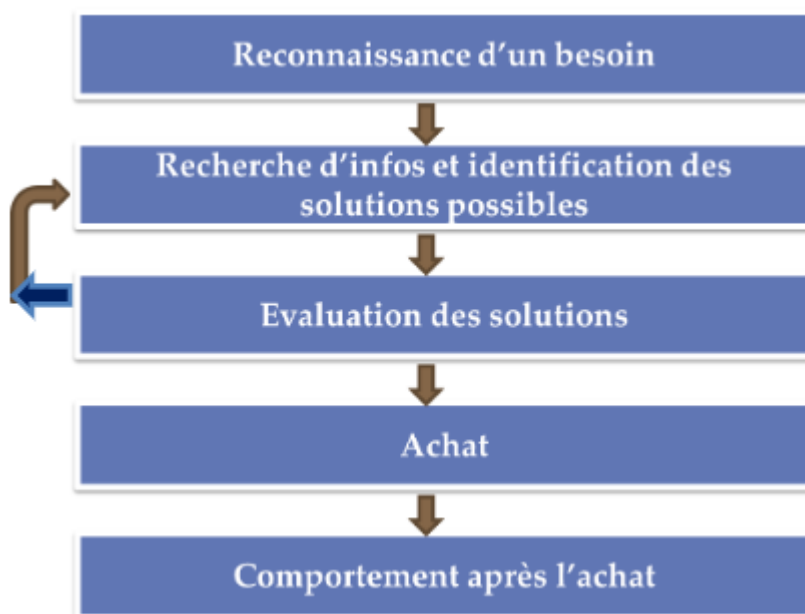 Reconnaissance d’un besoin
Recherche d’infos et identification des
solutions possibles
Evaluation des solutions
Achat
Comportement après l’achat